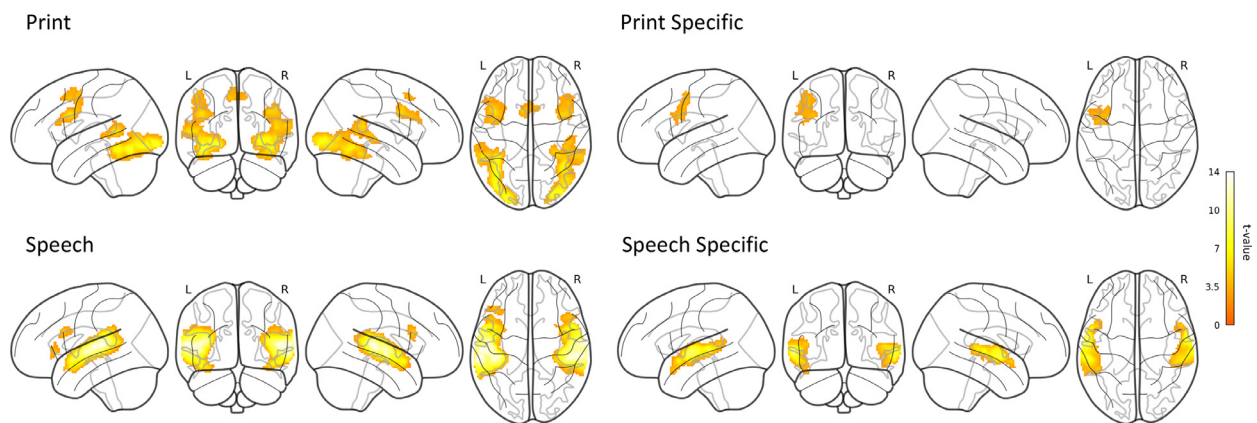 Print
Print Specific
L R L
L R
L R L
L R
14
10
7
3.5
0
t-value
Speech
Speech Specific
L R L
L R
L R L
L R